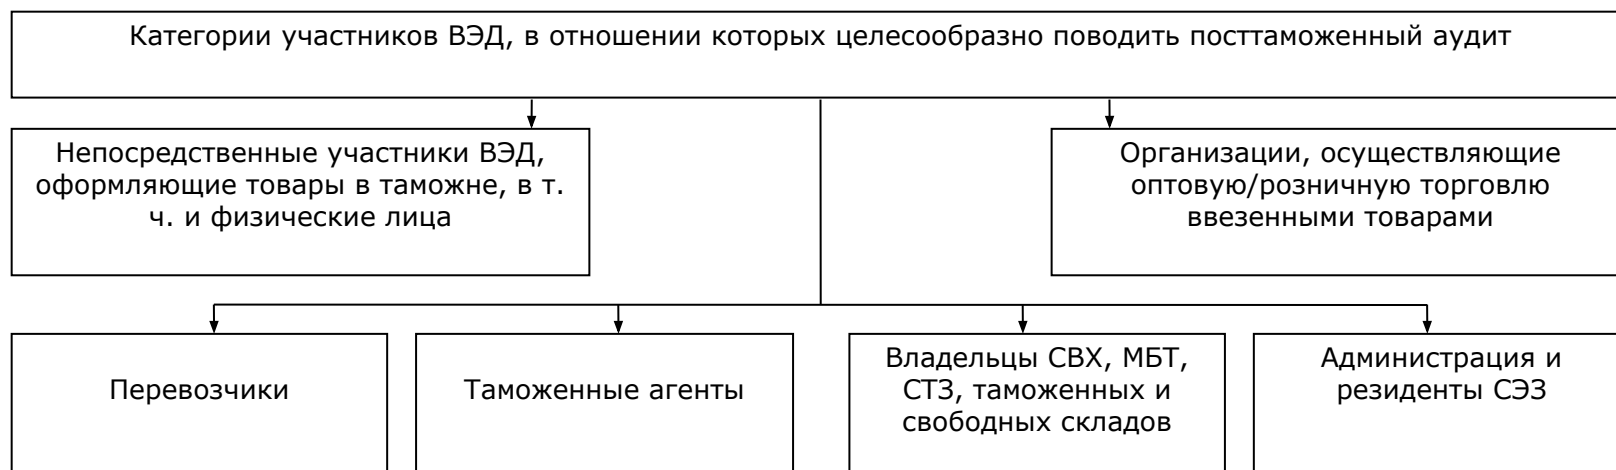 Категории участников ВЭД, в отношении которых целесообразно поводить посттаможенный аудит
Непосредственные участники ВЭД,
оформляющие товары в таможне, в т.
ч. и физические лица
Организации, осуществляющие
оптовую/розничную торговлю
ввезенными товарами
Перевозчики
Таможенные агенты
Владельцы СВХ, МБТ,
СТЗ, таможенных и
свободных складов
Администрация и
резиденты СЭЗ